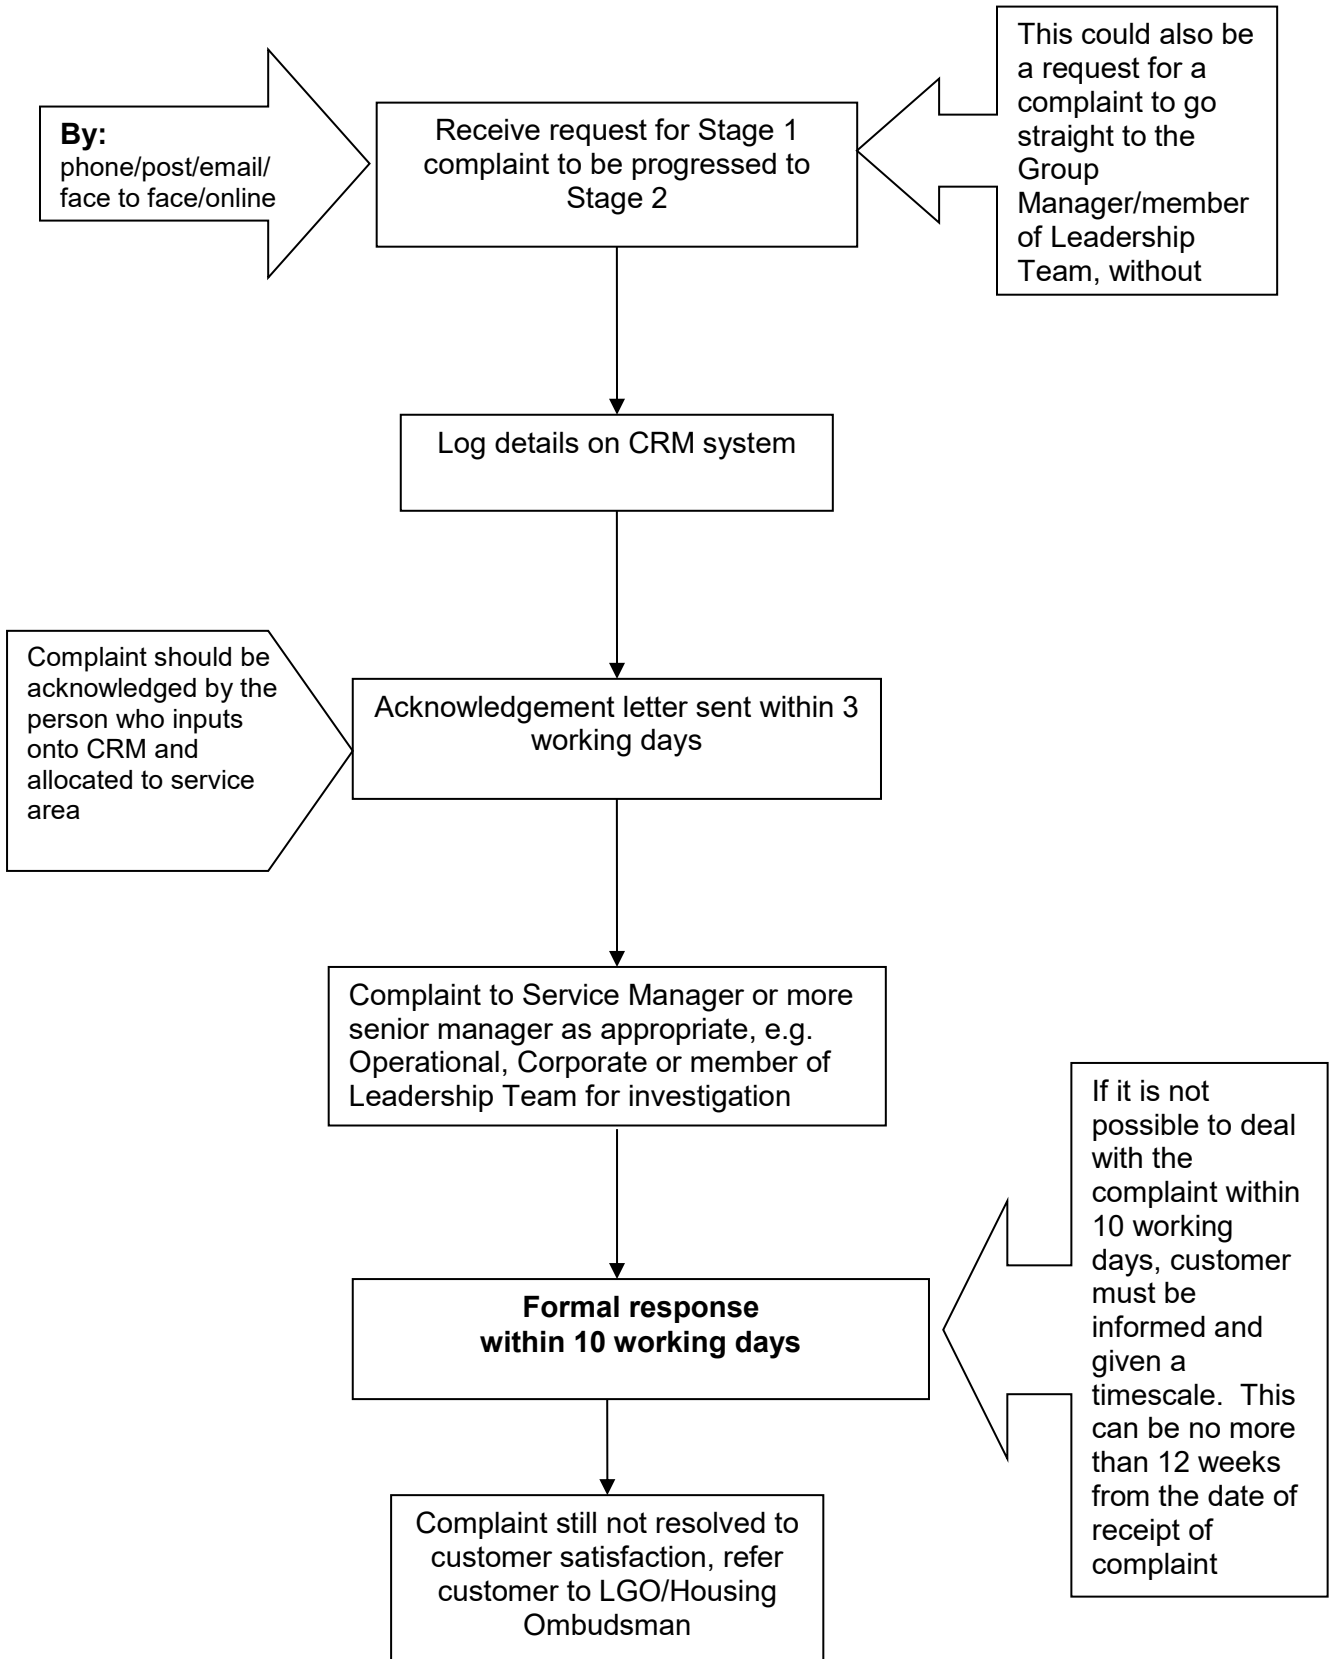 By:
phone/post/email/
face to face/online
Receive request for Stage 1
complaint to be progressed to
Stage 2
This could also be
a request for a
complaint to go
straight to the
Group
Manager/member
of Leadership
Team, without
Log details on CRM system
Complaint should be
acknowledged by the
person who inputs
onto CRM and
allocated to service
area
Acknowledgement letter sent within 3
working days
Complaint to Service Manager or more
senior manager as appropriate, e.g.
Operational, Corporate or member of
Leadership Team for investigation
Formal response
within 10 working days
If it is not
possible to deal
with the
complaint within
10 working
days, customer
must be
informed and
given a
timescale.  This
can be no more
than 12 weeks
from the date of
receipt of
complaint
Complaint still not resolved to
customer satisfaction, refer
customer to LGO/Housing
Ombudsman